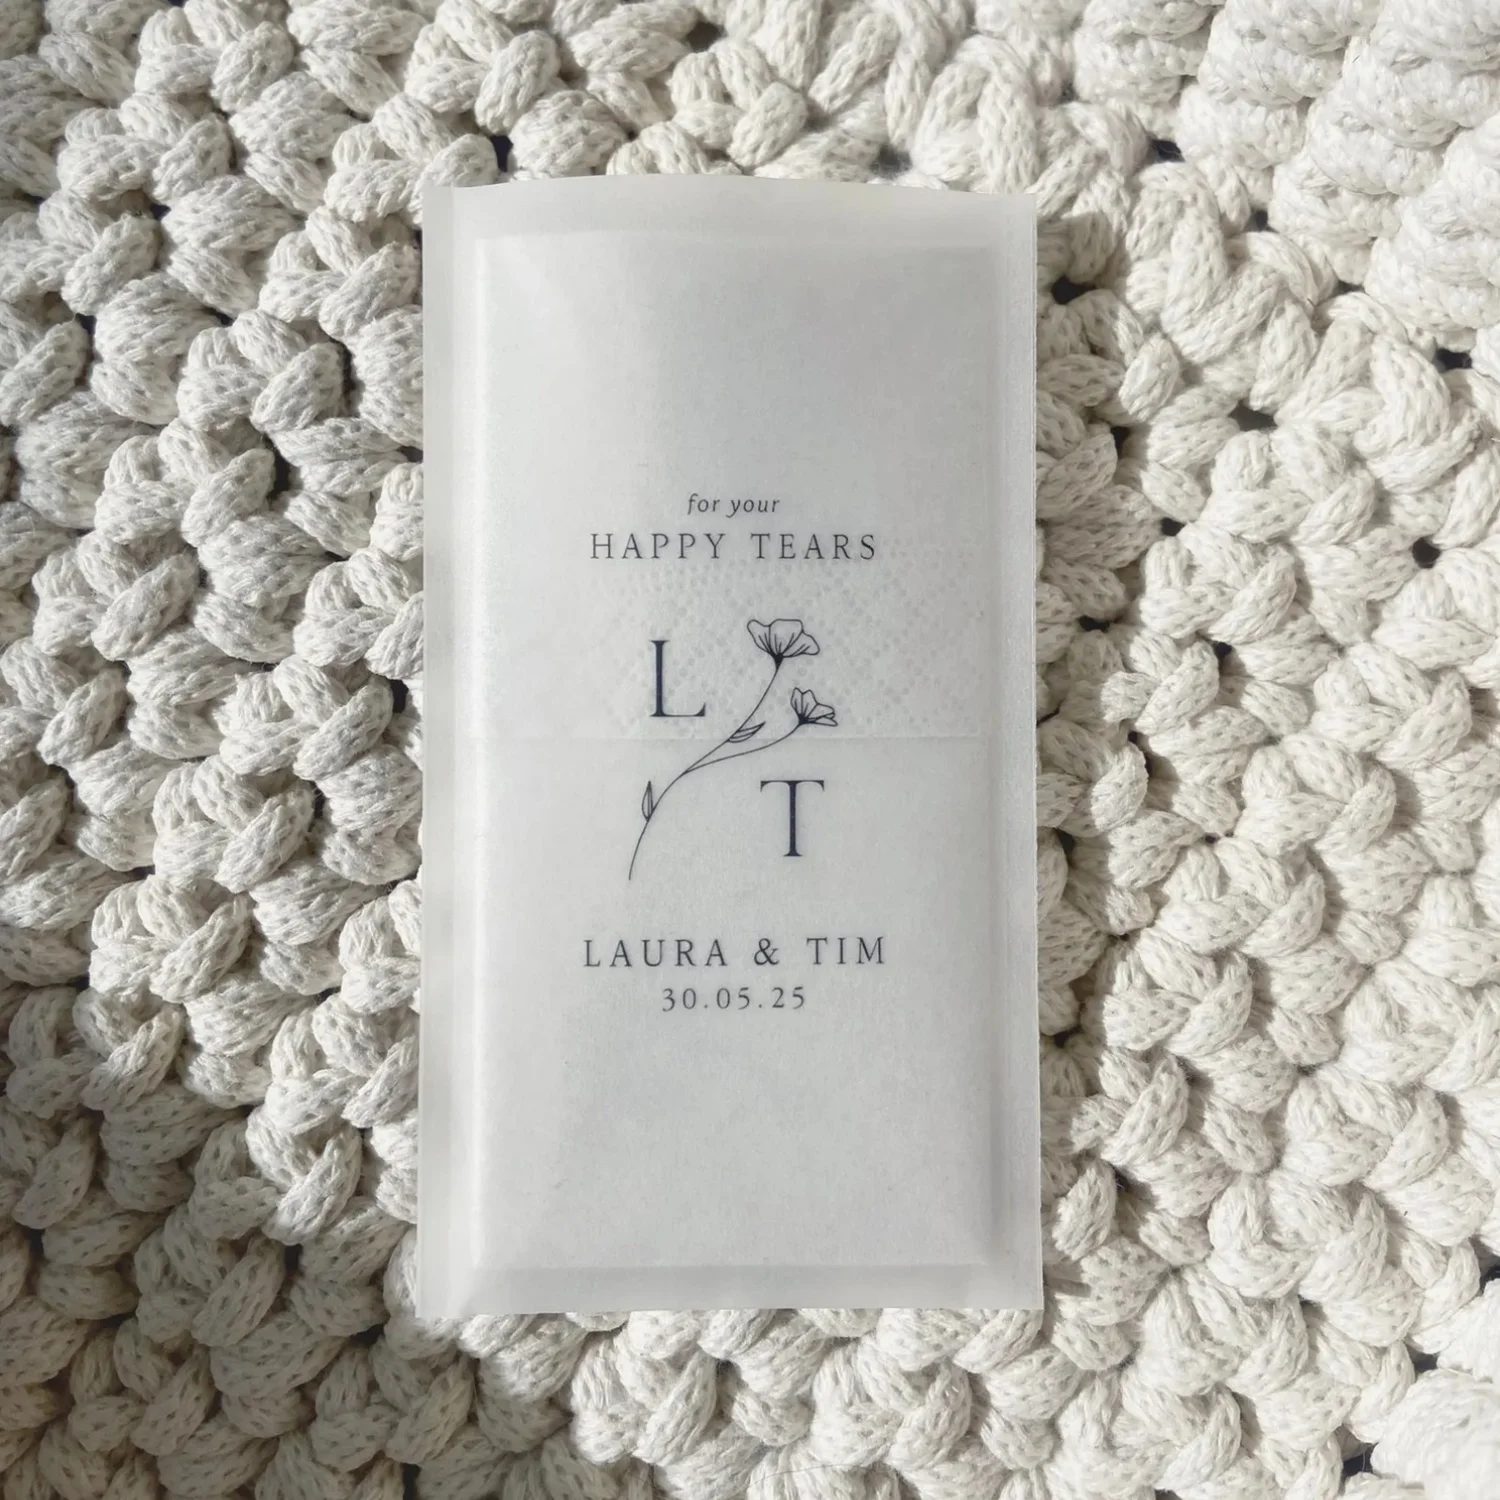 for your
HAPPY TEARS
L
T
LAURA & TIM
30.05.25